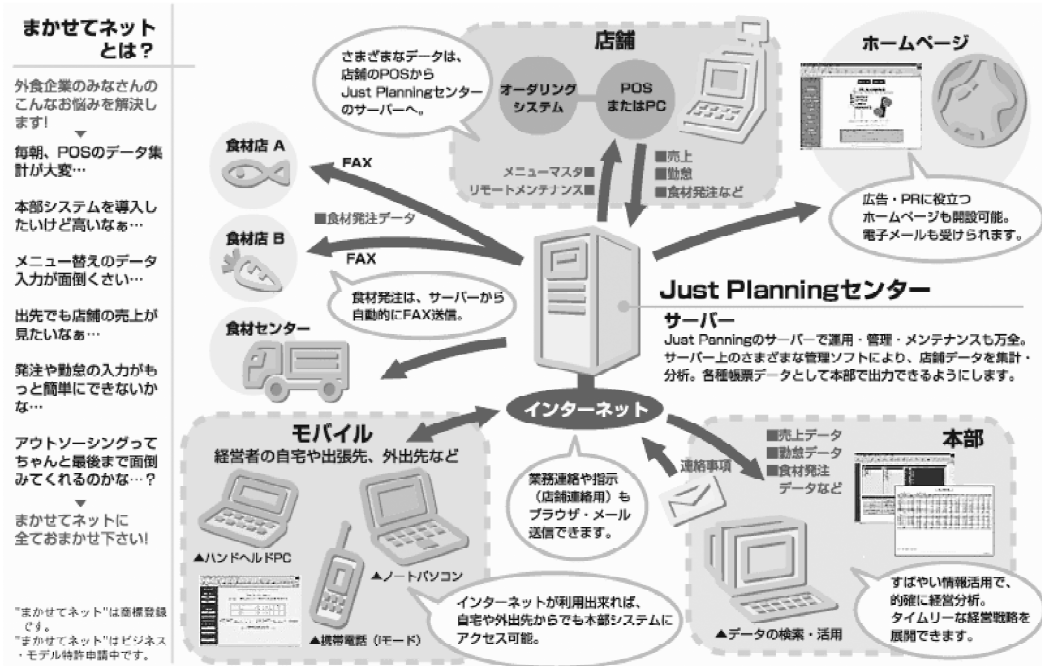 まかせてネット
とは？
外食企業のみなさんの
こんなお悩みを解決し
ます!
毎朝、POSのデータ集
計が大変…
本部システムを導入し
たいけど高いなぁ…
メニュー替えのデータ
入力が面倒くさい…
出先でも店舗の売上が
見たいなぁ…
発注や勤怠の入力がも
っと簡単にできないか
な…
アウトソーシングって
ちゃんと最後まで面倒
みてくれるのかな…？
まかせてネットに
全ておまかせ下さい!
"まかせてネット"は商標登録
です。
"まかせてネット"はビジネス
・モデル特許申請中です。
さまざまなデータは、
店舗のPOSから
Just Planningセンター
のサーバーへ。
店舗
オーダリング
システム
POS
またはPC
メニューマスタ■
リモートメンテナンス■
■売上
■勤怠
■食材発注など
ホームページ
広告・PRに役立つ
ホームページも開設可能。
電子メールも受けられます。
食材店 A
FAX
■食材発注データ
食材店 B
FAX
食材発注は、サーバーから
自動的にFAX送信。
食材センター
Just Planningセンター
サーバー
Just Panningのサーバーで運用・管理・メンテナンスも万全。
サーバー上のさまざまな管理ソフトにより、店舗データを集計・
分析。各種帳票データとして本部で出力できるようにします。
インターネット
モバイル
経営者の自宅や出張先、外出先など
▲ハンドヘルドPC
▲ノートパソコン
▲携帯電話（iモード）
インターネットが利用出来れば、
自宅や外出先からでも本部システムに
アクセス可能。
業務連絡や指示
（店舗連絡用）も
ブラウザ・メール
送信できます。
連絡事項
■売上データ
■勤怠データ
■食材発注
データなど
本部
▲データの検索・活用
すばやい情報活用で、
的確に経営分析。
タイムリーな経営戦略を
展開できます。